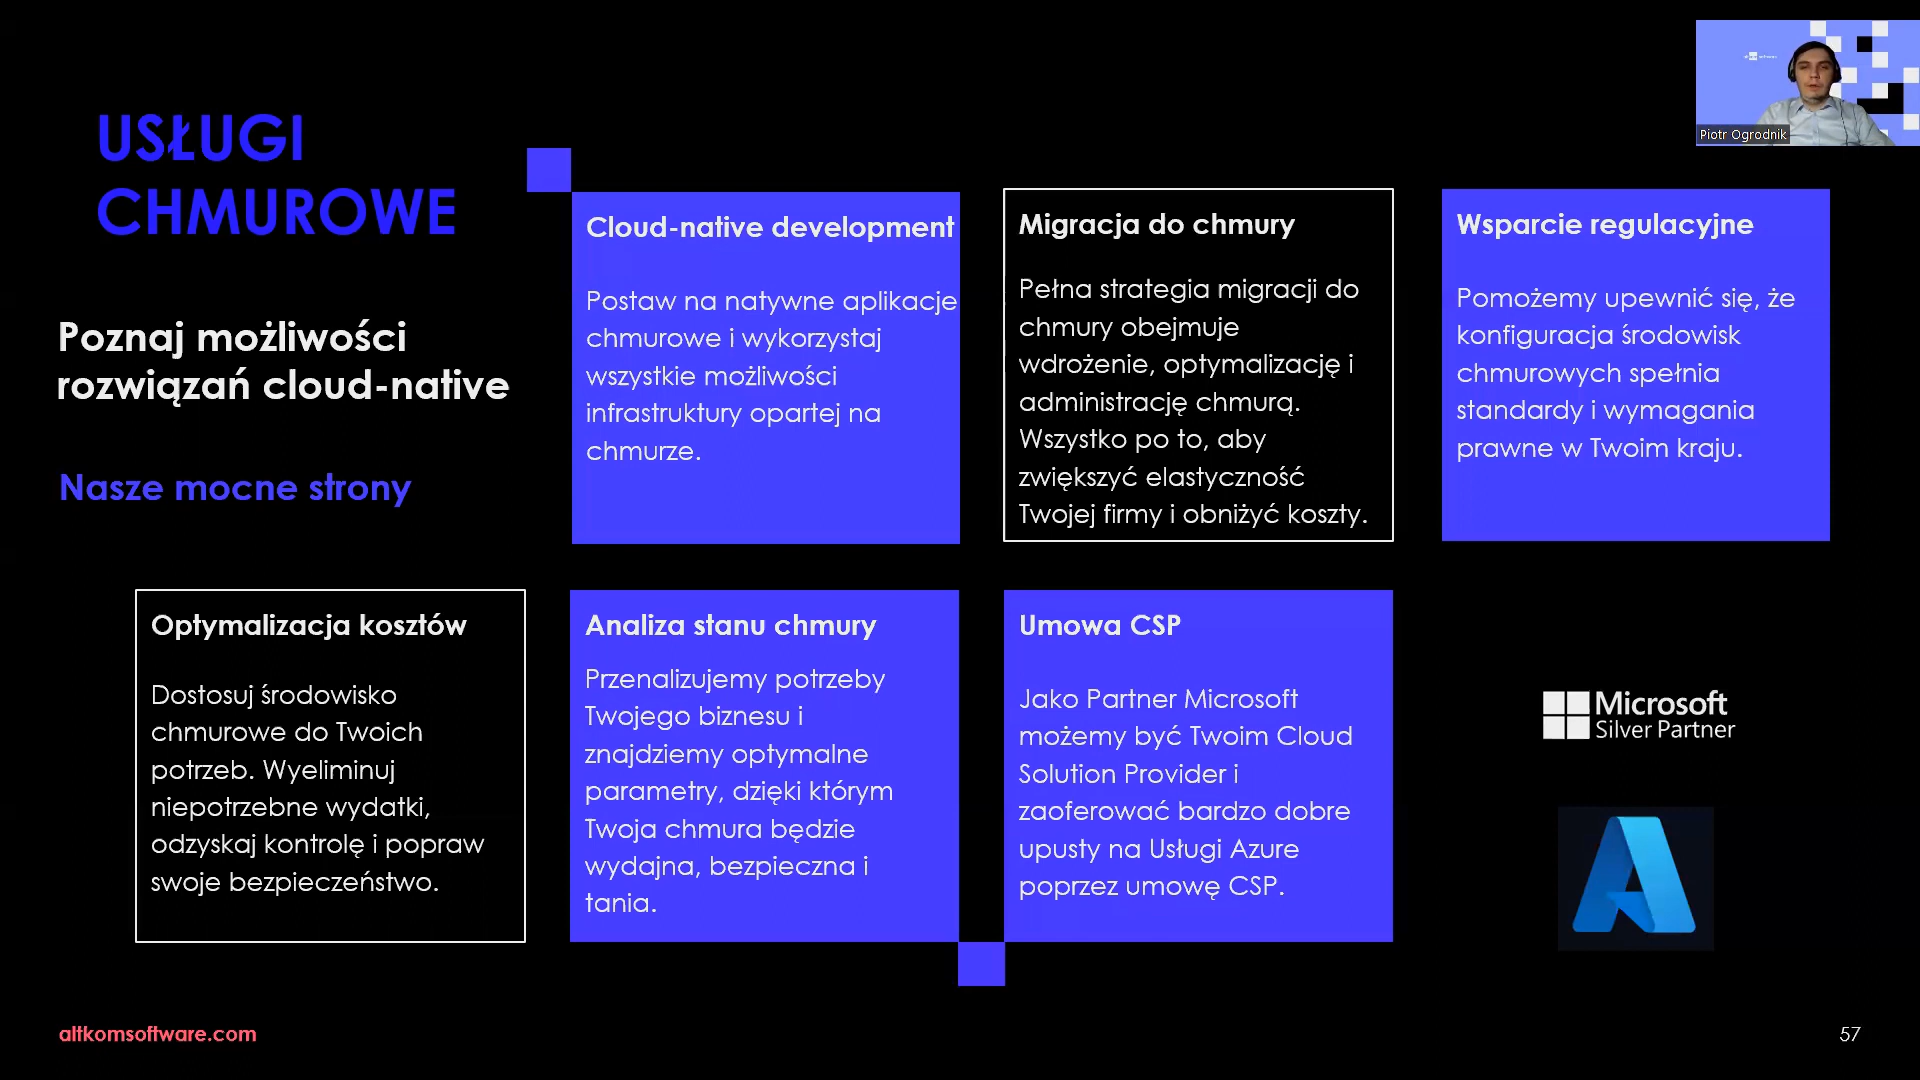 USŁUGI
CHMUROWE
Poznaj możliwości
rozwiązań cloud-native
Nasze mocne strony
Cloud-native development
Postaw na natywne aplikacje
chmurowe i wykorzystaj
wszystkie możliwości
infrastruktury opartej na
chmurze.
Migracja do chmury
Pełna strategia migracji do
chmury obejmuje
wdrożenie, optymalizację i
administrację chmurą.
Wszystko po to, aby
zwiększyć elastyczność
Twojej firmy i obniżyć koszty.
Wsparcie regulacyjne
Pomożemy upewnić się, że
konfiguracja środowisk
chmurowych spełnia
standardy i wymagania
prawne w Twoim kraju.
Piotr Ogrodnik
Optymalizacja kosztów
Dostosuj środowisko
chmurowe do Twoich
potrzeb. Wyeliminuj
niepotrzebne wydatki,
odzyskaj kontrolę i popraw
swoje bezpieczeństwo.
Analiza stanu chmury
Przenalizujemy potrzeby
Twojego biznesu i
znajdziemy optymalne
parametry, dzięki którym
Twoja chmura będzie
wydajna, bezpieczna i
tania.
Umowa CSP
Jako Partner Microsoft
możemy być Twoim Cloud
Solution Provider i
zaoferować bardzo dobre
upusty na Usługi Azure
poprzez umowę CSP.
Microsoft
Silver Partner
altkomsoftware.com
57